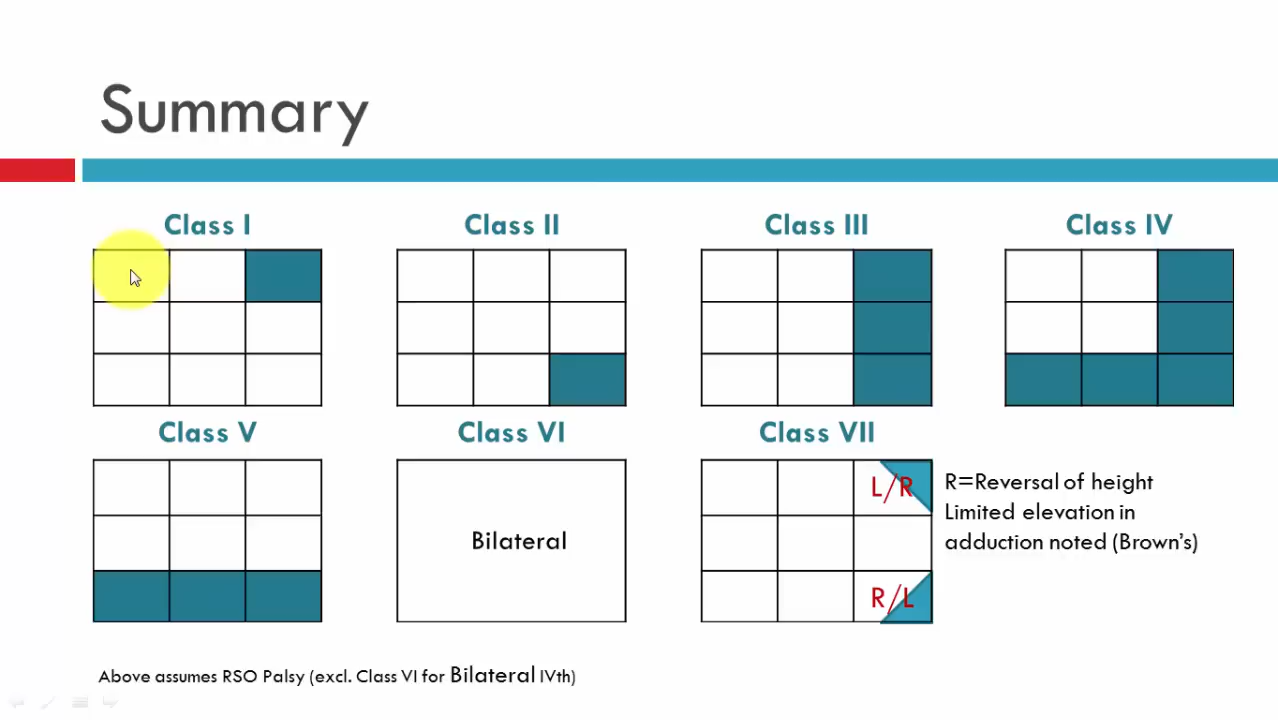 Summary
Class I
Class II
Class III
Class IV
Class V
Class VI
Class VII
L/R
R=Reversal of height
Limited elevation in
adduction noted (Brown's)
Bilateral
R/L
Above assumes RSO Palsy (excl. Class VI for Bilateral IVth)